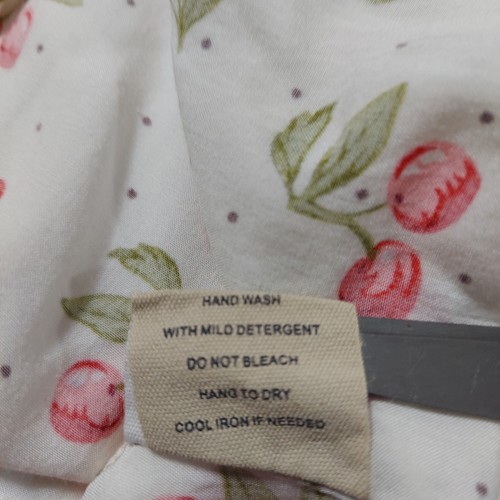 HAND WASH
WITH MILD DETERGENT
DO NOT BLEACH
HANG TO DRY
COOL IRON IF NEEDED